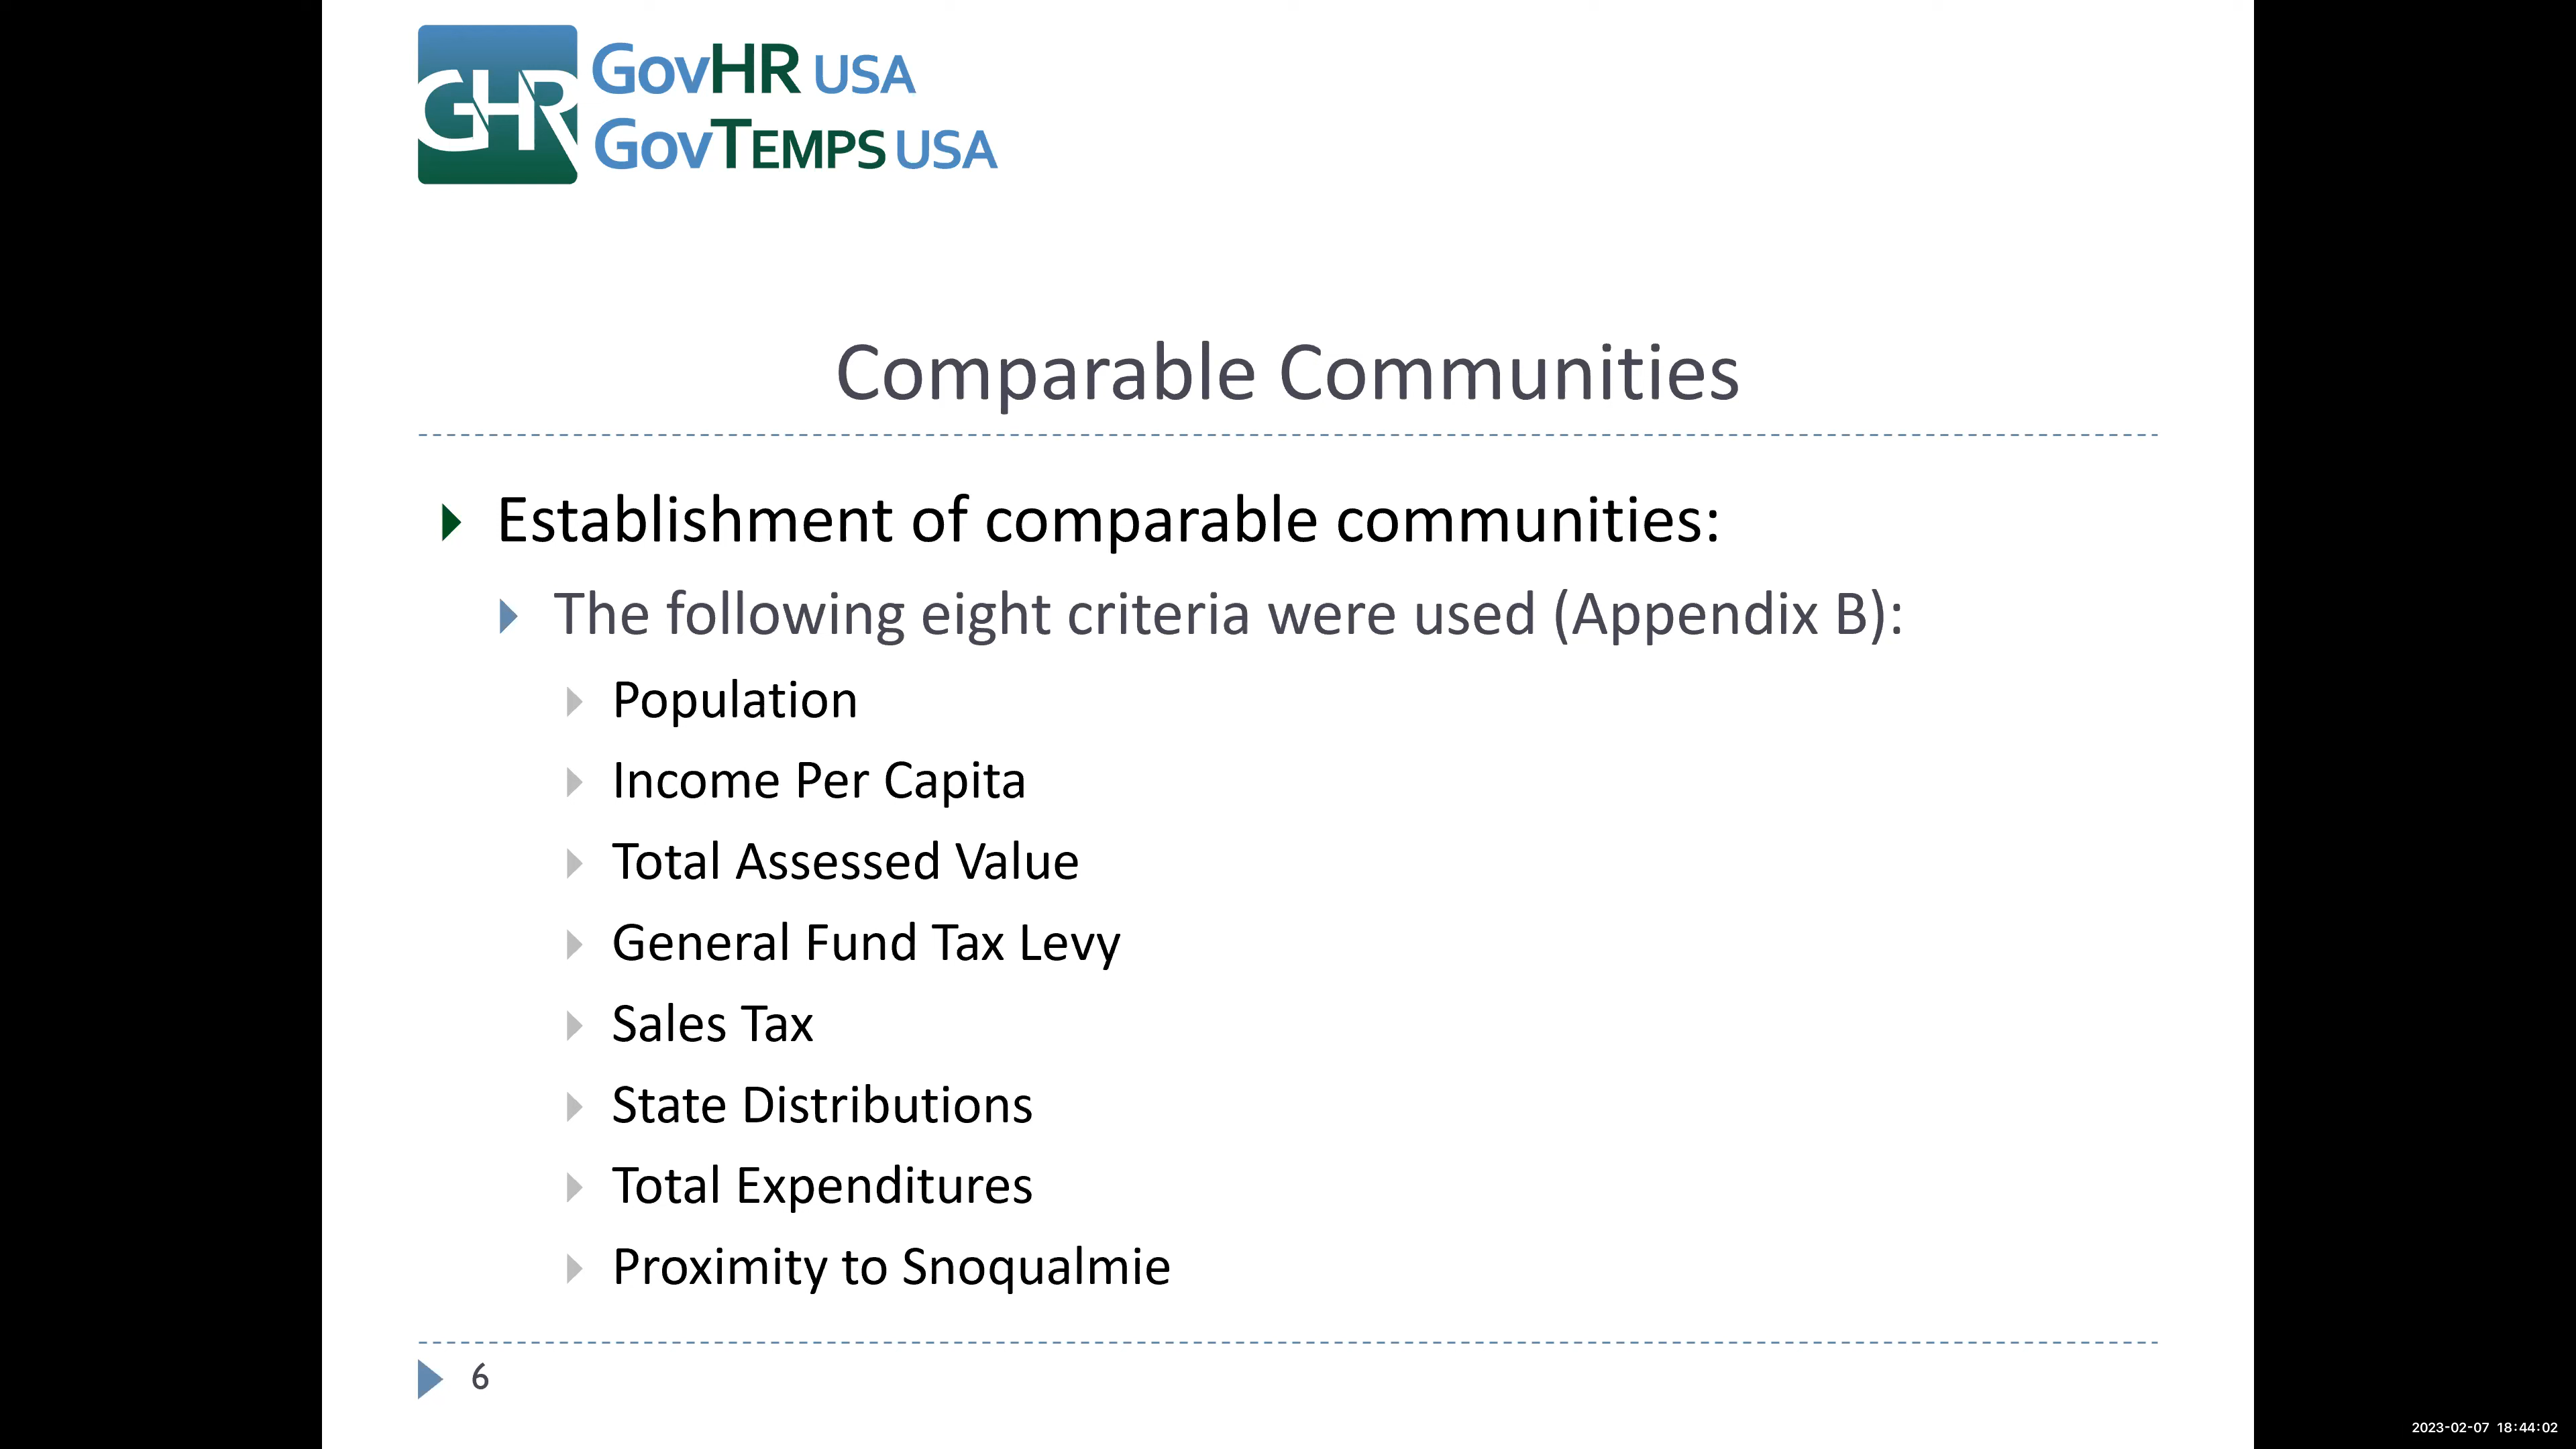 GHR
GovHR USA
GovTEMPS USA
Comparable Communities
Establishment of comparable communities:
The following eight criteria were used (Appendix B):
Population
Income Per Capita
Total Assessed Value
General Fund Tax Levy
Sales Tax
State Distributions
Total Expenditures
Proximity to Snoqualmie
6
2023-02-07 18:44:02